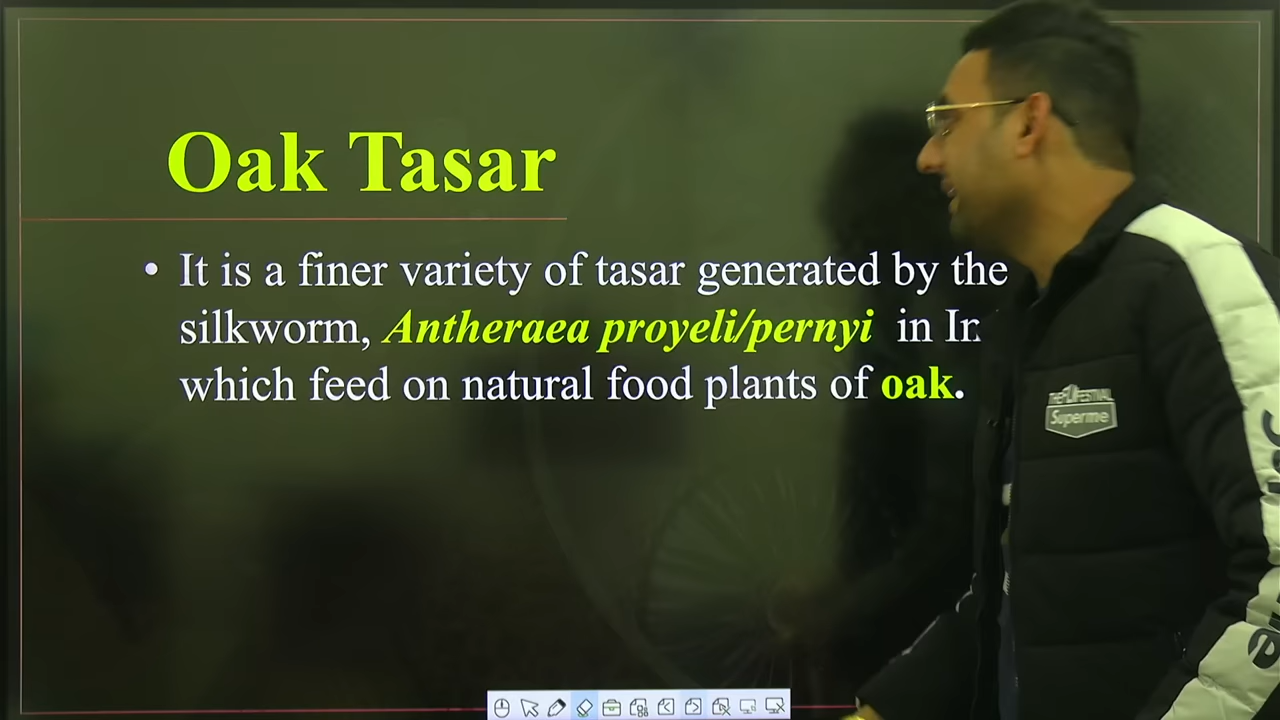 Oak Tasar
• It is a finer variety of tasar generated by the
silkworm, Antheraea proyeli/pernyi in
which feed on natural food plants of oak.
Superme